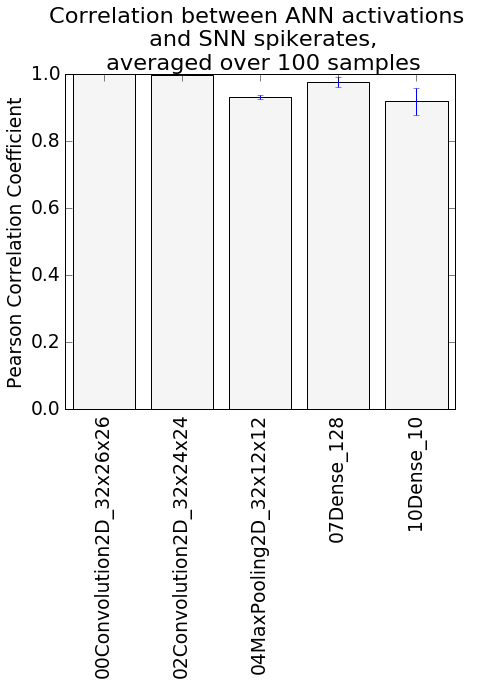 Correlation between ANN activations
and SNN spikerates,
averaged over 100 samples
Pearson Correlation Coefficient
1.0
0.8
0.6
0.4
0.2
0.0
00Convolution2D_32x26x26
02Convolution2D_32x24x24
04MaxPooling2D_32x12x12
07Dense_128
10Dense_10